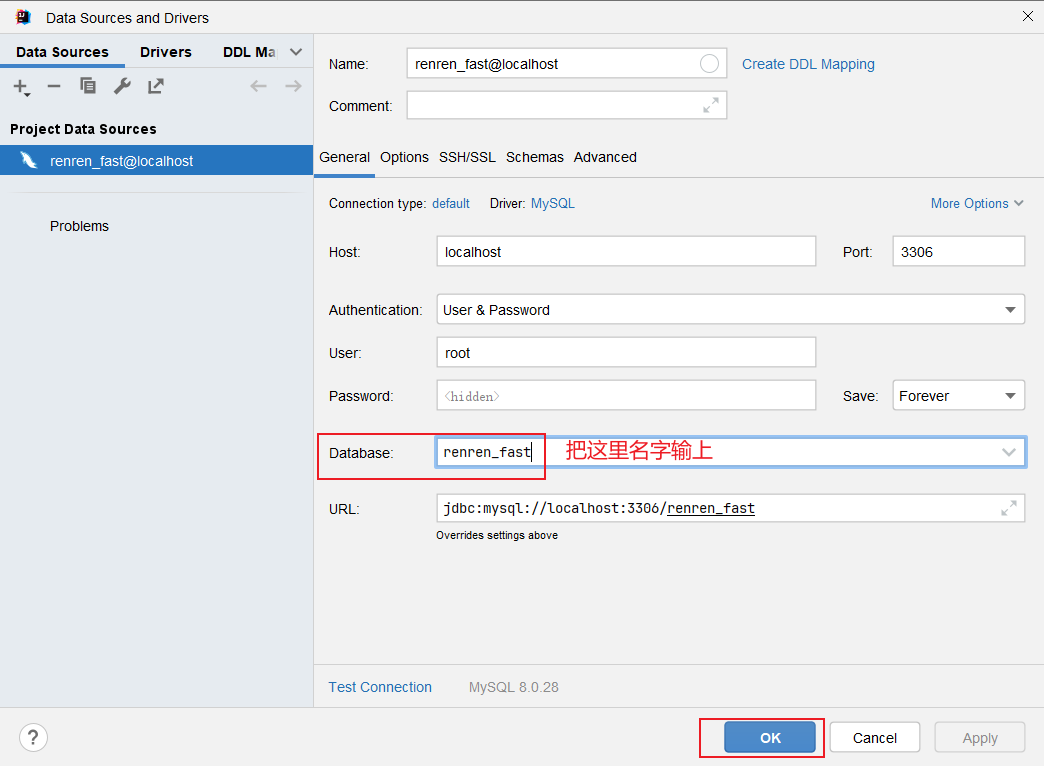 Data Sources and Drivers
Data Sources Drivers DDL Ma
Project Data Sources
renren_fast@localhost
Problems
Name: renren_fast@localhost Create DDL Mapping
Comment:
General Options SSH/SSL Schemas Advanced
Connection type: default Driver: MySQL More Options
Host: localhost Port: 3306
Authentication: User & Password
User: root
Password: <hidden> Save: Forever
Database: renren_fast 把这里名字输上
URL: jdbc:mysql://localhost:3306/renren_fast
Overrides settings above
Test Connection MySQL 8.0.28
? OK Cancel Apply